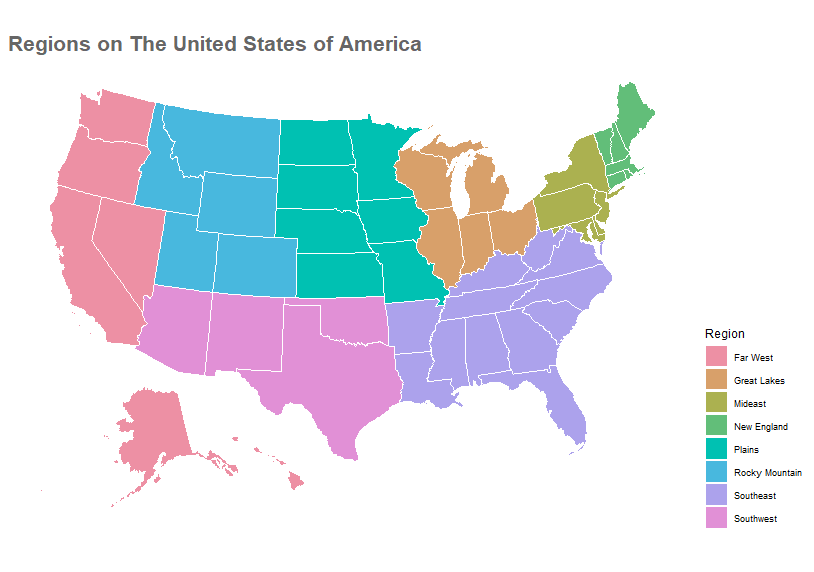 Regions on The United States of America
Region
Far West
Great Lakes
Mideast
New England
Plains
Rocky Mountain
Southeast
Southwest